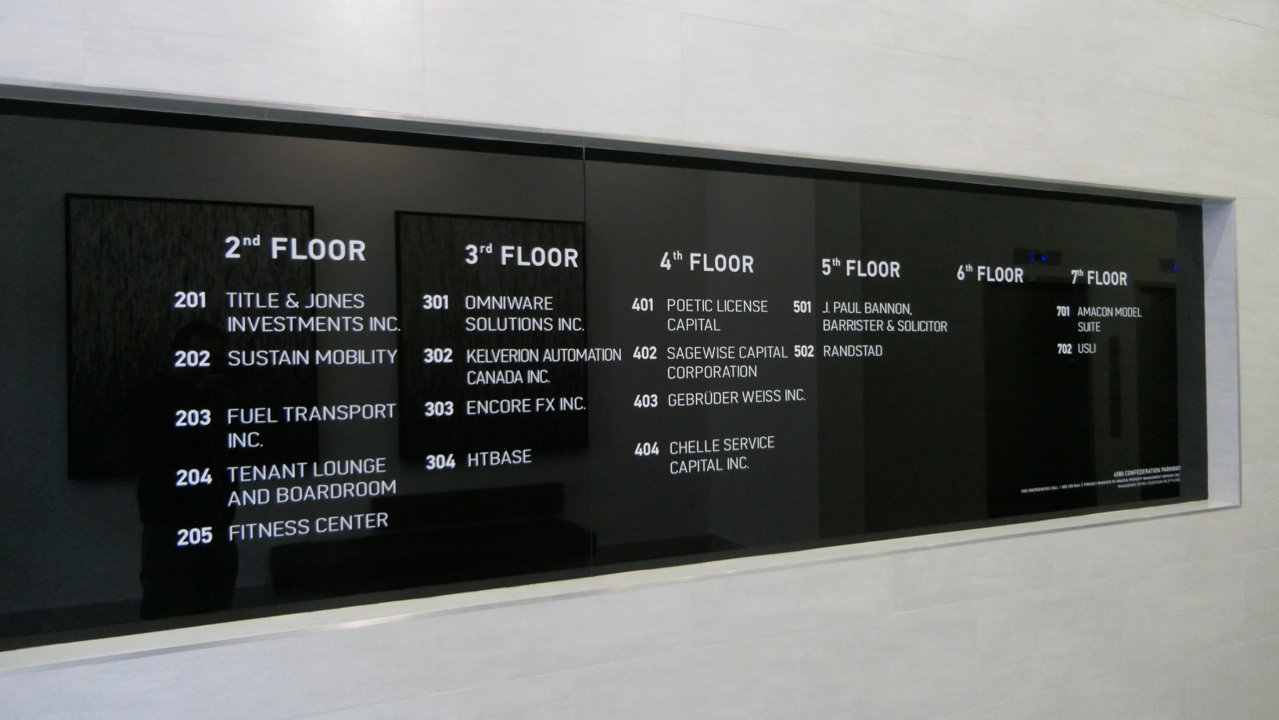 2nd FLOOR
201 TITLE & JONES
INVESTMENTS INC.
202 SUSTAIN MOBILITY
203 FUEL TRANSPORT
INC.
204 TENANT LOUNGE
AND BOARDROOM
205 FITNESS CENTER
3rd FLOOR
301 OMNIWARE
SOLUTIONS INC.
302 KELVERION AUTOMATION
CANADA INC.
303 ENCORE FX INC.
304 HTBASE
4th FLOOR
401 POETIC LICENSE
CAPITAL
402 SAGEWISE CAPITAL
CORPORATION
403 GEBRÜDER WEISS INC.
404 CHELLE SERVICE
CAPITAL INC.
5th FLOOR
501 J. PAUL BANNON,
BARRISTER & SOLICITOR
502 RANDSTAD
6th FLOOR
7th FLOOR
701 AMACON MODEL
SUITE
702 USLI
4080 CONFEDERATION PARKWAY
FOR EMERGENCIES CALL